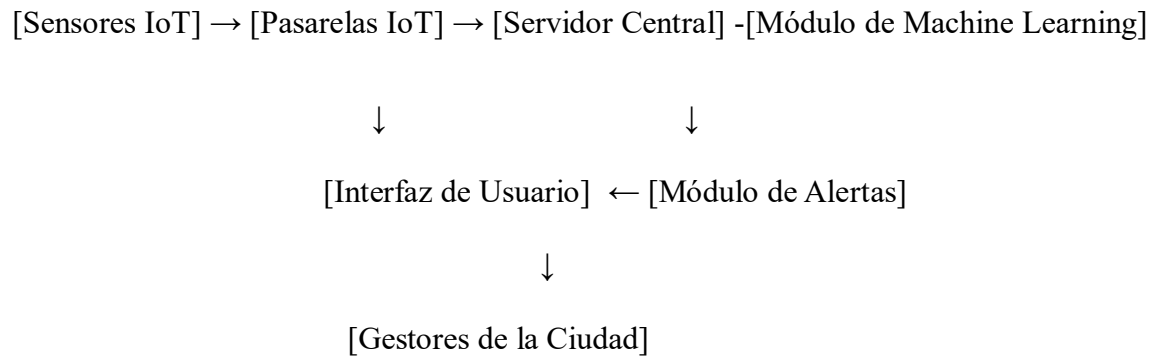 [Sensores IoT] → [Pasarelas IoT] → [Servidor Central] -[Módulo de Machine Learning]
↓ ↓
[Interfaz de Usuario] ← [Módulo de Alertas]
↓
[Gestores de la Ciudad]